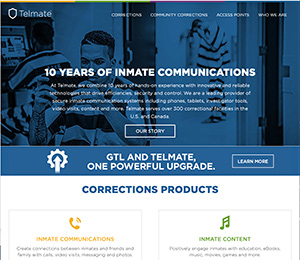 Telmate
CORRECTIONS COMMUNITY CORRECTIONS ACCESS POINTS WHO WE ARE
10 YEARS OF INMATE COMMUNICATIONS
At Telmate, we combine 10 years of hands-on experience with innovative and reliable
technologies that drive efficiencies, security and control. We are a leading provider of
secure inmate communication systems including phones, tablets, investigator tools,
video visits, content and more. Telmate serves over 300 correctional facilities in the
U.S. and Canada.
OUR STORY
GTL AND TELMATE,
ONE POWERFUL UPGRADE.
LEARN MORE
CORRECTIONS PRODUCTS
INMATE COMMUNICATIONS
Create connections between inmates and friends and
family with calls, video visits, messaging and photos.
INMATE CONTENT
Positively engage inmates with education, eBooks,
music, movies, games and more